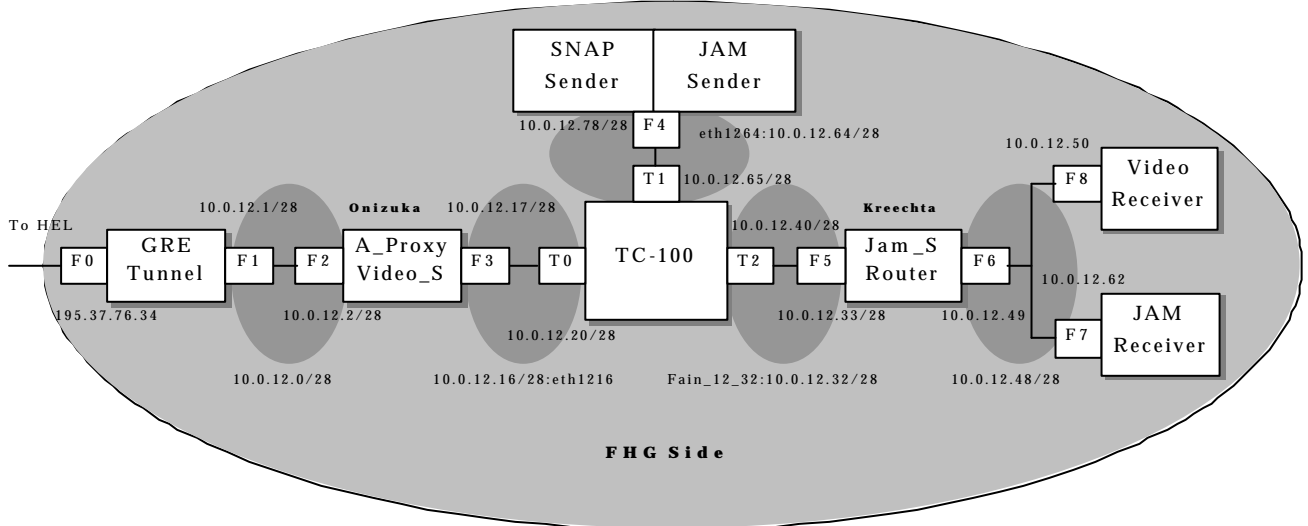 SNAP
Sender
JAM
Sender
10.0.12.78/28
F4
eth1264:10.0.12.64/28
10.0.12.50
T1
10.0.12.65/28
F8
Video
Receiver
To HEL
10.0.12.1/28
Onizuka
10.0.12.17/28
10.0.12.40/28
Kreechta
F0
GRE
Tunnel
F1
F2
A_Proxy
Video_S
F3
T0
TC-100
T2
F5
Jam_S
Router
F6
10.0.12.62
195.37.76.34
10.0.12.2/28
10.0.12.20/28
10.0.12.33/28
10.0.12.49
F7
JAM
Receiver
10.0.12.0/28
10.0.12.16/28:eth1216
Fain_12_32:10.0.12.32/28
10.0.12.48/28
FHG Side